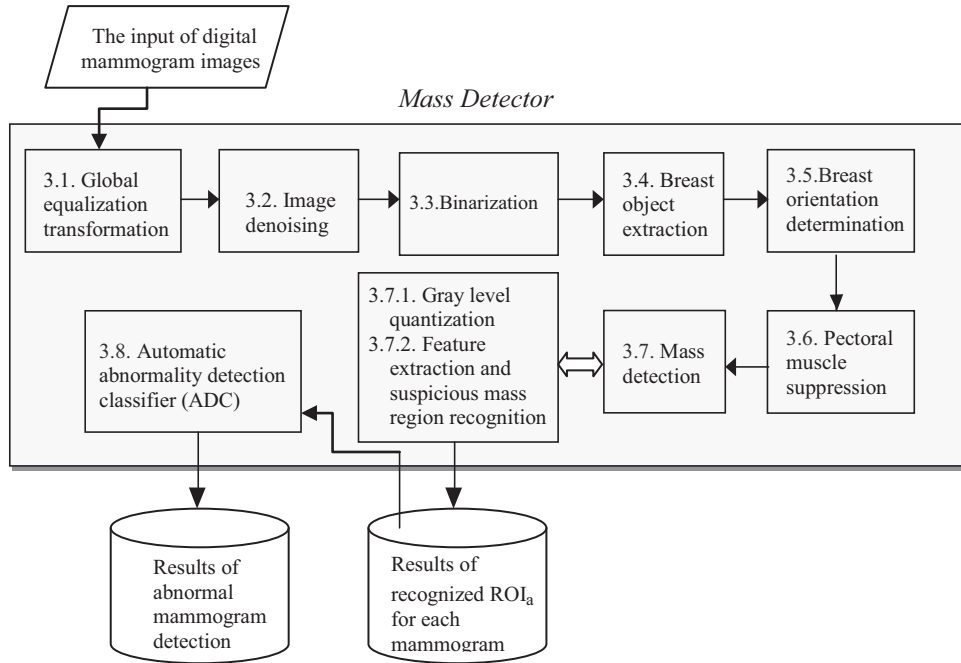 The input of digital
mammogram images
Mass Detector
3.1. Global
equalization
transformation
3.2. Image
denoising
3.3.Binarization
3.4. Breast
object
extraction
3.5.Breast
orientation
determination
3.8. Automatic
abnormality detection
classifier (ADC)
3.7.1. Gray level
quantization
3.7.2. Feature
extraction and
suspicious mass
region recognition
3.7. Mass
detection
3.6. Pectoral
muscle
suppression
Results of
abnormal
mammogram
detection
Results of
recognized ROIa
for each
mammogram